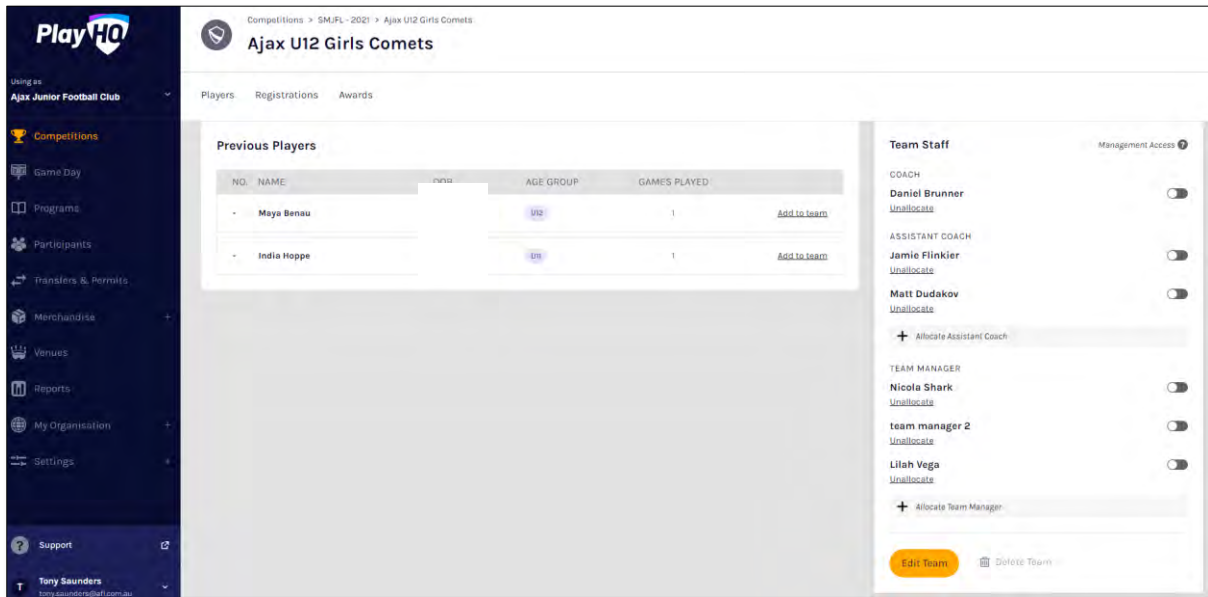 PlayHQ
Using as
Ajax Junior Football Club
Competitions
Game Day
Programs
Participants
Transfers & Permits
Merchandise +
Venues
Reports
My Organisation +
Settings +
? Support
T Tony Saunders
tony.saunders@afl.com.au
Competitions > SMJFL - 2021 > Ajax U12 Girls Comets
Ajax U12 Girls Comets
Players Registrations Awards
Previous Players
NO. NAME AGE GROUP GAMES PLAYED
- Maya Benau U12 1 Add to team
- India Hoppe U11 1 Add to team
Team Staff Management Access ?
COACH
Daniel Brunner
Unallocate
ASSISTANT COACH
Jamie Flinkier
Unallocate
Matt Dudakov
Unallocate
+ Allocate Assistant Coach
TEAM MANAGER
Nicola Shark
Unallocate
team manager 2
Unallocate
Lilah Vega
Unallocate
+ Allocate Team Manager
Edit Team Delete Team